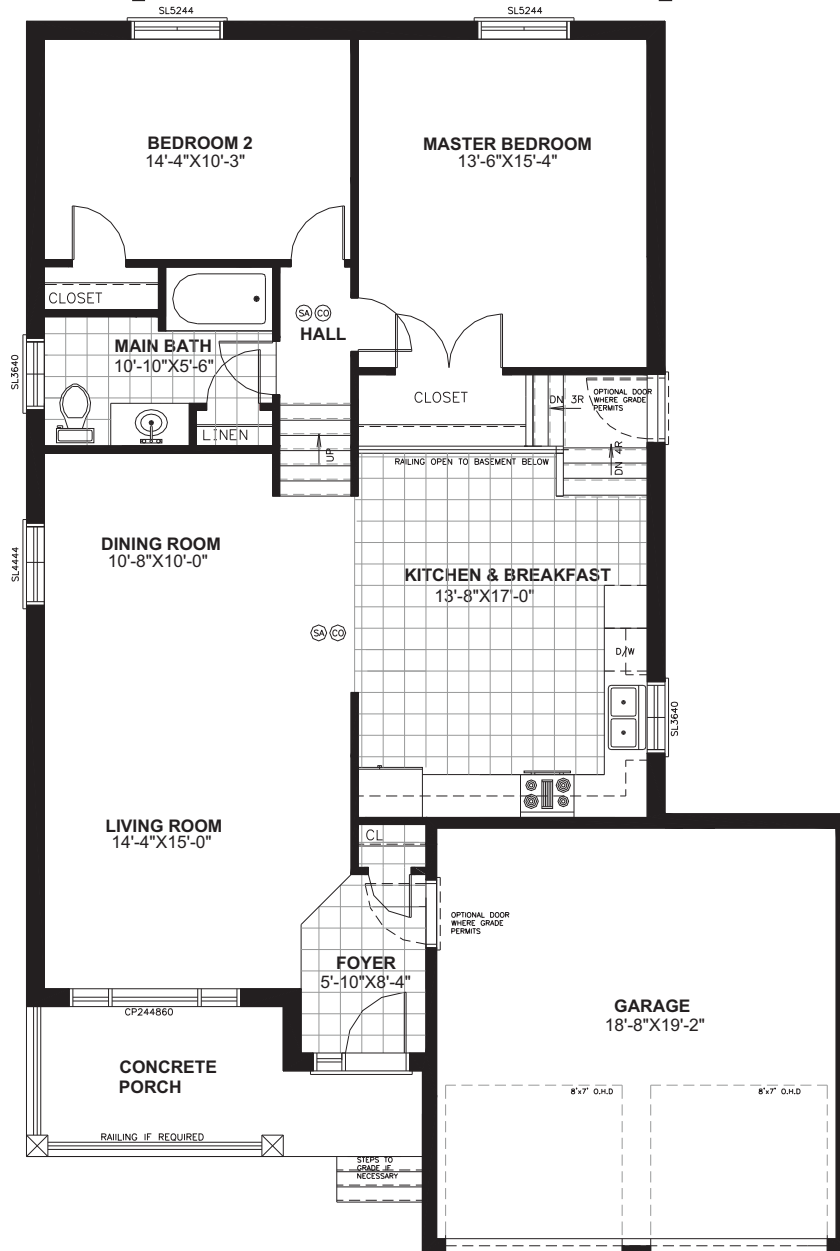 SL5244
SL5244
BEDROOM 2
14'-4"X10'-3"
MASTER BEDROOM
13'-6"X15'-4"
CLOSET
SA CO
HALL
MAIN BATH
10'-10"X5'-6"
SL3640
LINEN
UP
CLOSET
DN 3R
OPTIONAL DOOR
WHERE GRADE
PERMITS
DN 4R
RAILING OPEN TO BASEMENT BELOW
SL4444
DINING ROOM
10'-8"X10'-0"
KITCHEN & BREAKFAST
13'-8"X17'-0"
SA CO
D/W
SL3640
LIVING ROOM
14'-4"X15'-0"
CL
OPTIONAL DOOR
WHERE GRADE
PERMITS
FOYER
5'-10"X8'-4"
GARAGE
18'-8"X19'-2"
CP244860
CONCRETE
PORCH
8'x7' O.H.D
8'x7' O.H.D
RAILING IF REQUIRED
STEPS TO
GRADE IF
NECESSARY